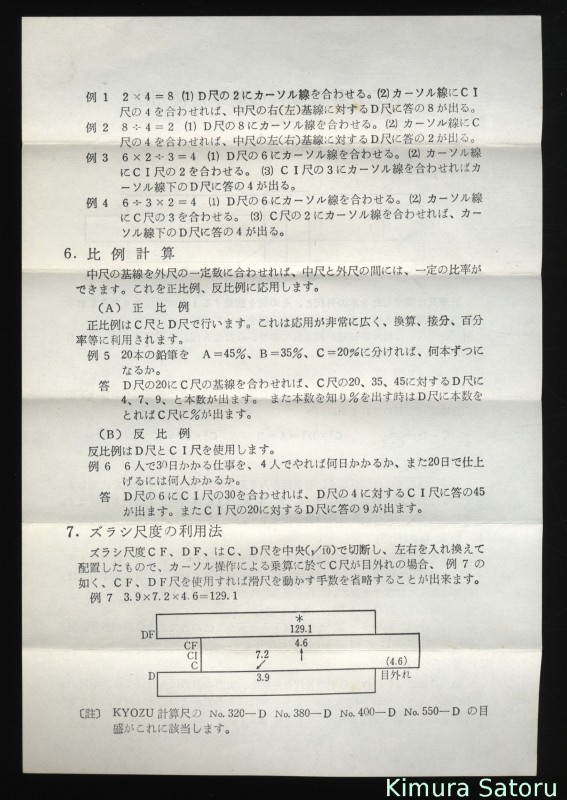 例1 2×4=8 (1) D尺の2にカーソル線を合わせる。(2) カーソル線にCI
尺の4を合わせれば、中尺の右(左)基線に対するD尺に答の8が出る。
例2 8÷4=2 (1) D尺の8にカーソル線を合わせる。(2) カーソル線にC
尺の4を合わせれば、中尺の左(右)基線に対するD尺に答の2が出る。
例3 6×2÷3=4 (1) D尺の6にカーソル線を合わせる。(2) カーソル線
にCI尺の2を合わせる。(3) CI尺の3にカーソル線を合わせればカ
ーソル線下のD尺に答の4が出る。
例4 6÷3×2=4 (1) D尺の6にカーソル線を合わせる。(2) カーソル線
にC尺の3を合わせる。(3) C尺の2にカーソル線を合わせれば、カー
ソル線下のD尺に答の4が出る。
6. 比例計算
中尺の基線を外尺の一定数に合わせれば、中尺と外尺の間には、一定の比率が
できます。これを正比例、反比例に応用します。
(A) 正比例
正比例はC尺とD尺で行います。これは応用が非常に広く、換算、接分、百分
率等に利用されます。
例5 20本の鉛筆を A=45%、B=35%、C=20%に分ければ、何本ずつに
なるか。
答 D尺の20にC尺の基線を合わせれば、C尺の20、35、45に対するD尺に
4、7、9、と本数が出ます。また本数を知り%を出す時はD尺に本数を
とればC尺に%が出ます。
(B) 反比例
反比例はD尺とCI尺を使用します。
例6 6人で30日かかる仕事を、4人でやれば何日かかるか、また20日で仕上
げるには何人かかるか。
答 D尺の6にCI尺の30を合わせれば、D尺の4に対するCI尺に答の45
が出ます。またCI尺の20に対するD尺に答の9が出ます。
7. ズラシ尺度の利用法
ズラシ尺度CF、DF、はC、D尺を中央(√10)で切断し、左右を入れ換えて
配置したもので、カーソル操作による乗算に於てC尺が目外れの場合、例7の
如く、CF、DF尺を使用すれば滑尺を動かす手数を省略することが出来ます。
例7 3.9×7.2×4.6=129.1
*
DF 129.1
CF 4.6
CI 7.2
C (4.6)
D 3.9 目外れ
〔註〕 KYOZU計算尺の No.320―D No.380―D No.400―D No.550―D の目
盛がこれに該当します。
Kimura Satoru